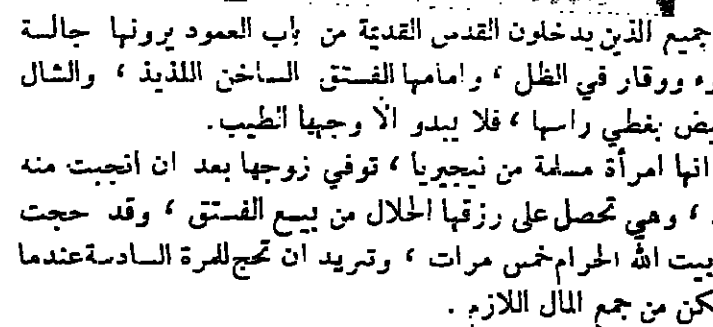 جميع الذين يدخلون القدس القديمة من باب العمود يرونها جالسة
ووقار في الظل ، وامامها الفستق الساخن اللذيذ ، والشال
يغطي راسها ، فلا يبدو الا وجهها الطيب .
انها امرأة مسلمة من نيجيريا ، توفي زوجها بعد ان انجبت منه
، وهي تحصل على رزقها الحلال من بيع الفستق ، وقد حجت
بيت الله الحرام خمس مرات ، وتريد ان تحج للمرة السادسة عندما
من جمع المال اللازم .